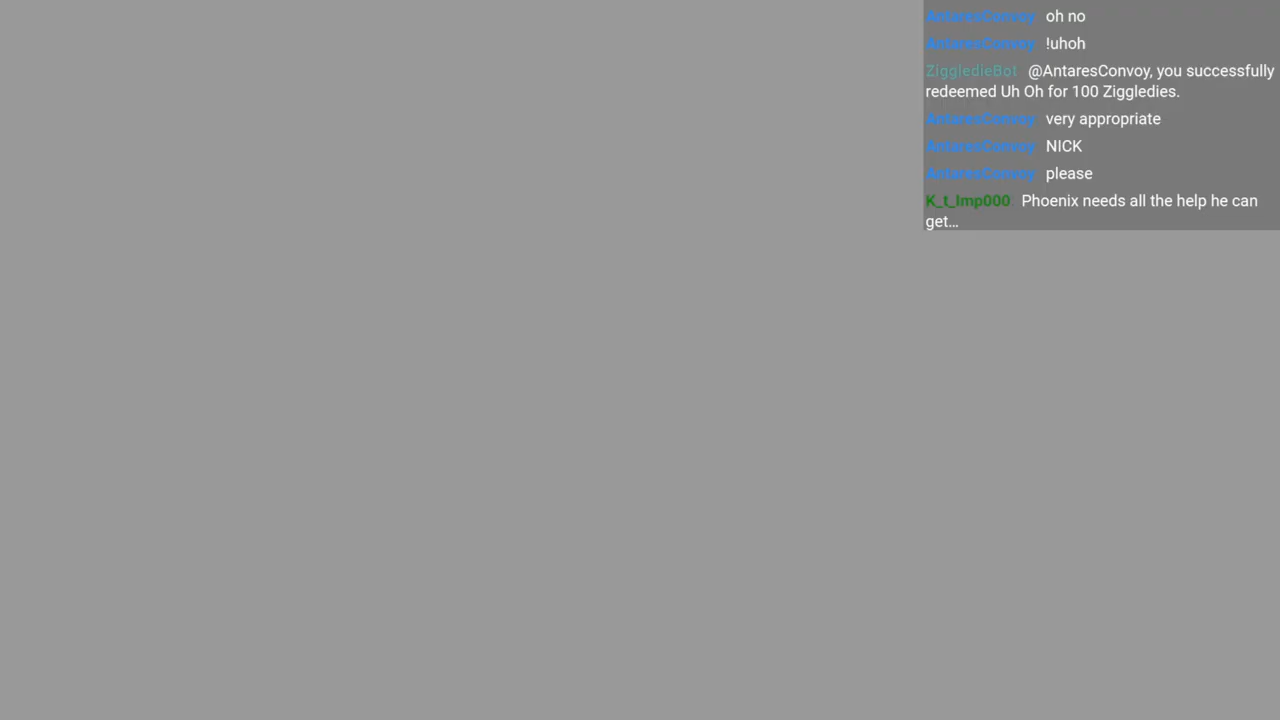 AntaresConvoy: oh no
AntaresConvoy: !uhoh
ZiggledieBot: @AntaresConvoy, you successfully
redeemed Uh Oh for 100 Ziggledies.
AntaresConvoy: very appropriate
AntaresConvoy: NICK
AntaresConvoy: please
K_t_Imp000: Phoenix needs all the help he can
get...